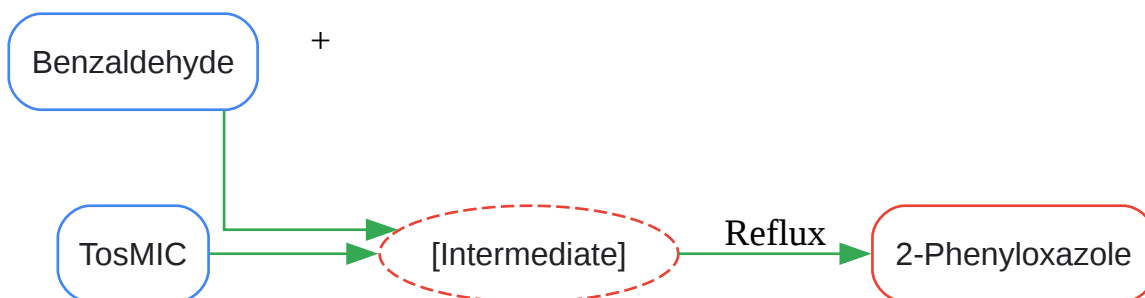 Benzaldehyde
+
TosMIC
[Intermediate]
Reflux
2-Phenyloxazole